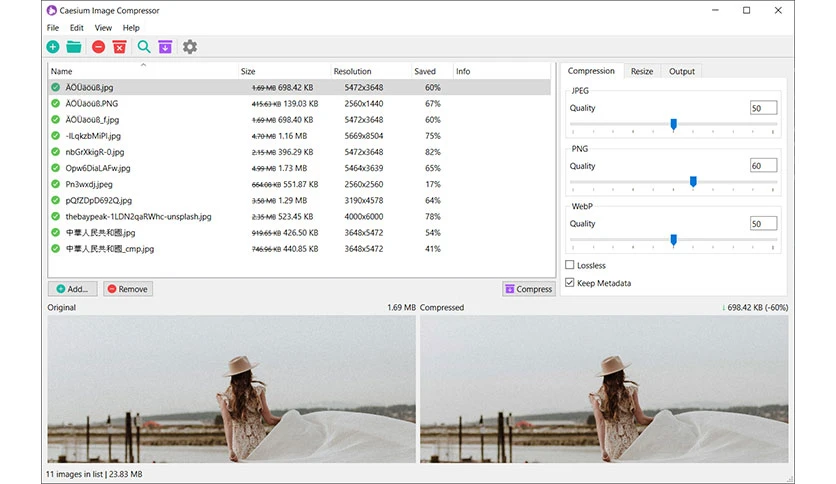 Caesium Image Compressor
File Edit View Help
Name Size Resolution Saved Info
ÄÖÜäöüß.jpg 1.69 MB 698.42 KB 5472x3648 60%
ÄÖÜäöüß.PNG 415.63 KB 139.03 KB 2560x1440 67%
ÄÖÜäöüß_f.jpg 1.69 MB 698.40 KB 5472x3648 60%
-ILqkzbMiPI.jpg 4.70 MB 1.16 MB 5669x8504 75%
nbGrXkigR-0.jpg 2.15 MB 396.29 KB 5472x3648 82%
Opw6DiaLAFw.jpg 4.99 MB 1.73 MB 5464x3639 65%
Pn3wxdj.jpeg 664.08 KB 551.87 KB 2560x2560 17%
pQfZDpD692Q.jpg 3.58 MB 1.29 MB 3190x4578 64%
thebaypeak-1LDN2qaRWhc-unsplash.jpg 2.35 MB 523.45 KB 4000x6000 78%
中華人民共和國.jpg 919.65 KB 426.50 KB 3648x5472 54%
中華人民共和國_cmp.jpg 746.96 KB 440.85 KB 3648x5472 41%
Add... Remove Compress
Compression Resize Output
JPEG
Quality 50
PNG
Quality 60
WebP
Quality 50
Lossless
Keep Metadata
Original 1.69 MB
Compressed ↓ 698.42 KB (-60%)
11 images in list | 23.83 MB